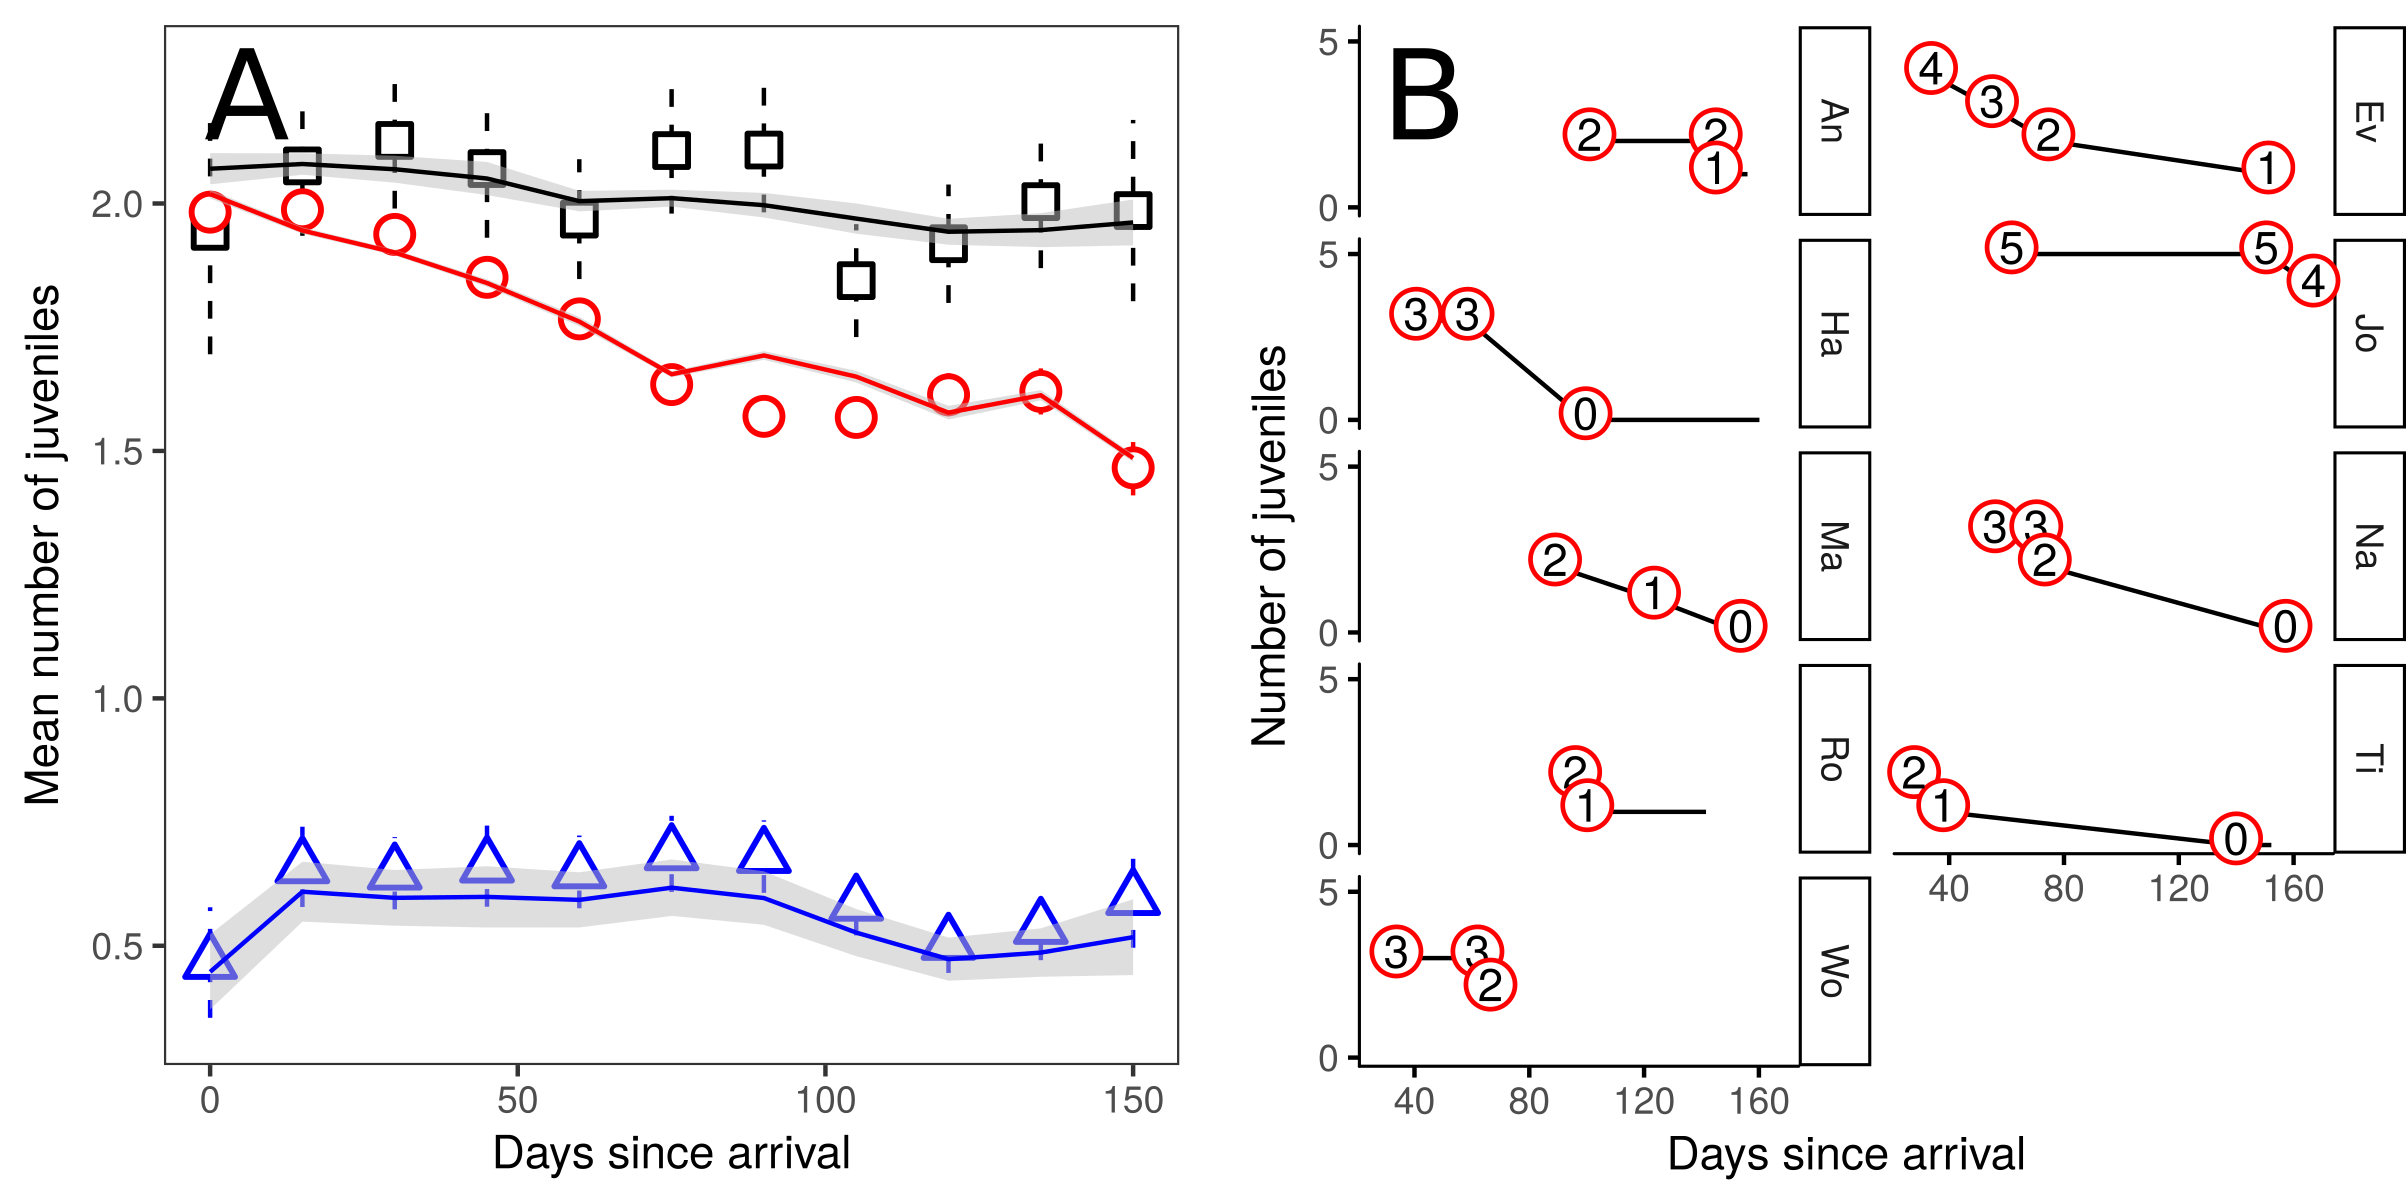 A
Mean number of juveniles
2.0
1.5
1.0
0.5
0 50 100 150
Days since arrival
B
Number of juveniles
5
0
2 2 1
An
4 3 2 1
Ev
5
0
3 3 0
Ha
5 5 4
Jo
5
0
2 1 0
Ma
3 3 2 0
Na
5
0
2 1
Ro
2 1 0
Ti
40 80 120 160
5
0
3 3 2
Wo
40 80 120 160
Days since arrival